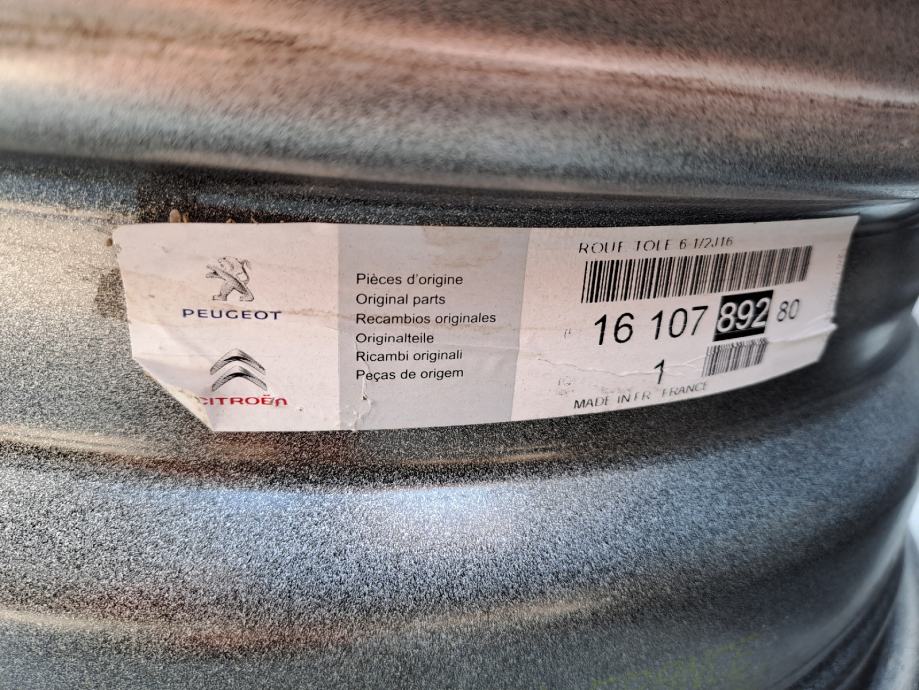 PEUGEOT
CITROËN
Pièces d'origine
Original parts
Recambios originales
Originalteile
Ricambi originali
Peças de origem
ROUE TOLE 6-1/2J16
16 107 892 80
1
MADE IN FR FRANCE